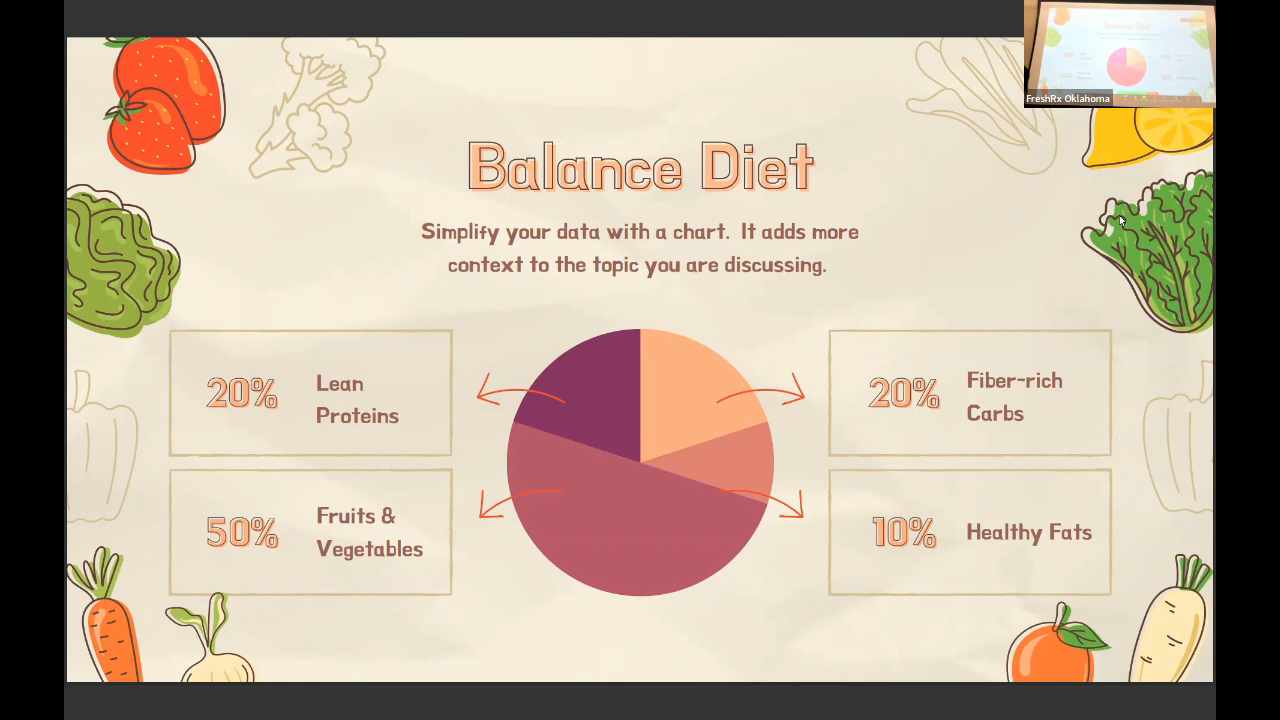 FreshRx Oklahoma
Balance Diet
Simplify your data with a chart. It adds more
context to the topic you are discussing.
20%
Lean
Proteins
20%
Fiber-rich
Carbs
50%
Fruits &
Vegetables
10%
Healthy Fats